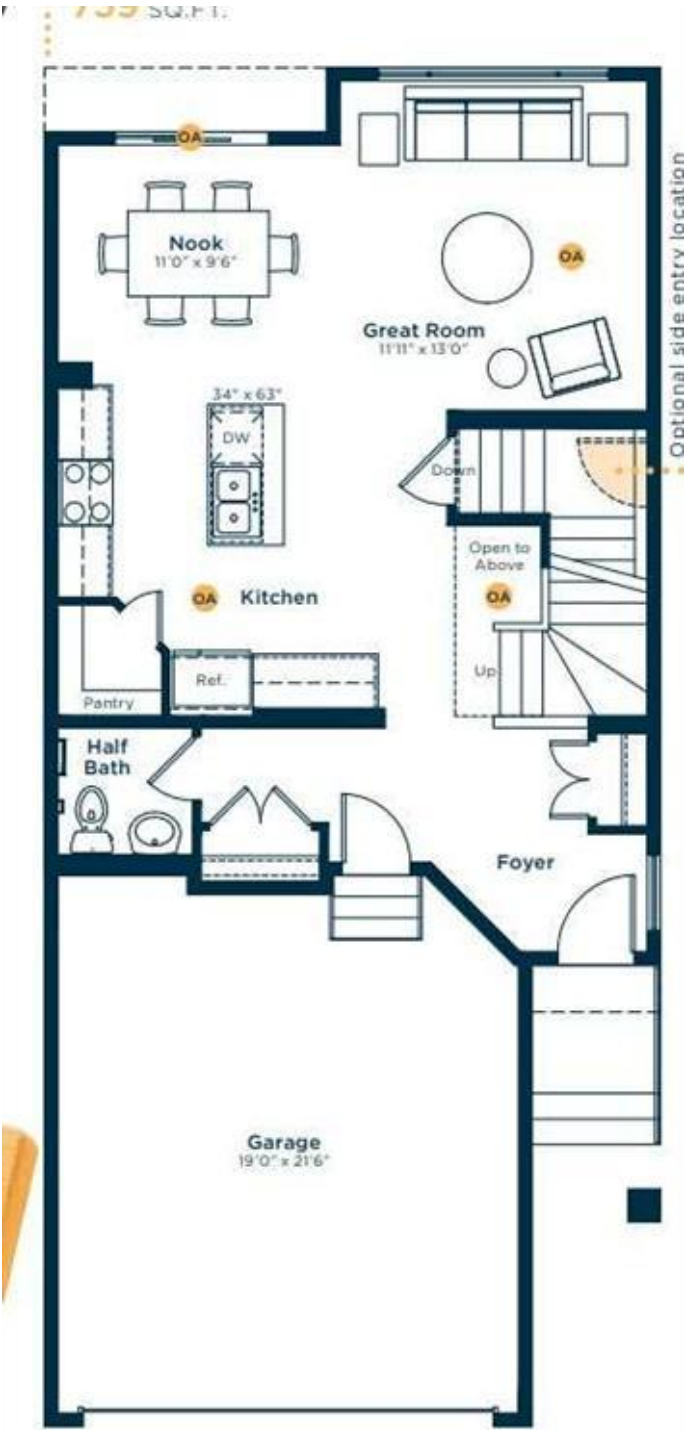 739 SQ.FT.
OA
Nook
11'0" x 9'6"
OA
Great Room
11'11" x 13'0"
Optional side entry location
34" x 63"
DW
Down
Open to
Above
OA
OA Kitchen
Up
Ref.
Pantry
Half
Bath
Foyer
Garage
19'0" x 21'6"